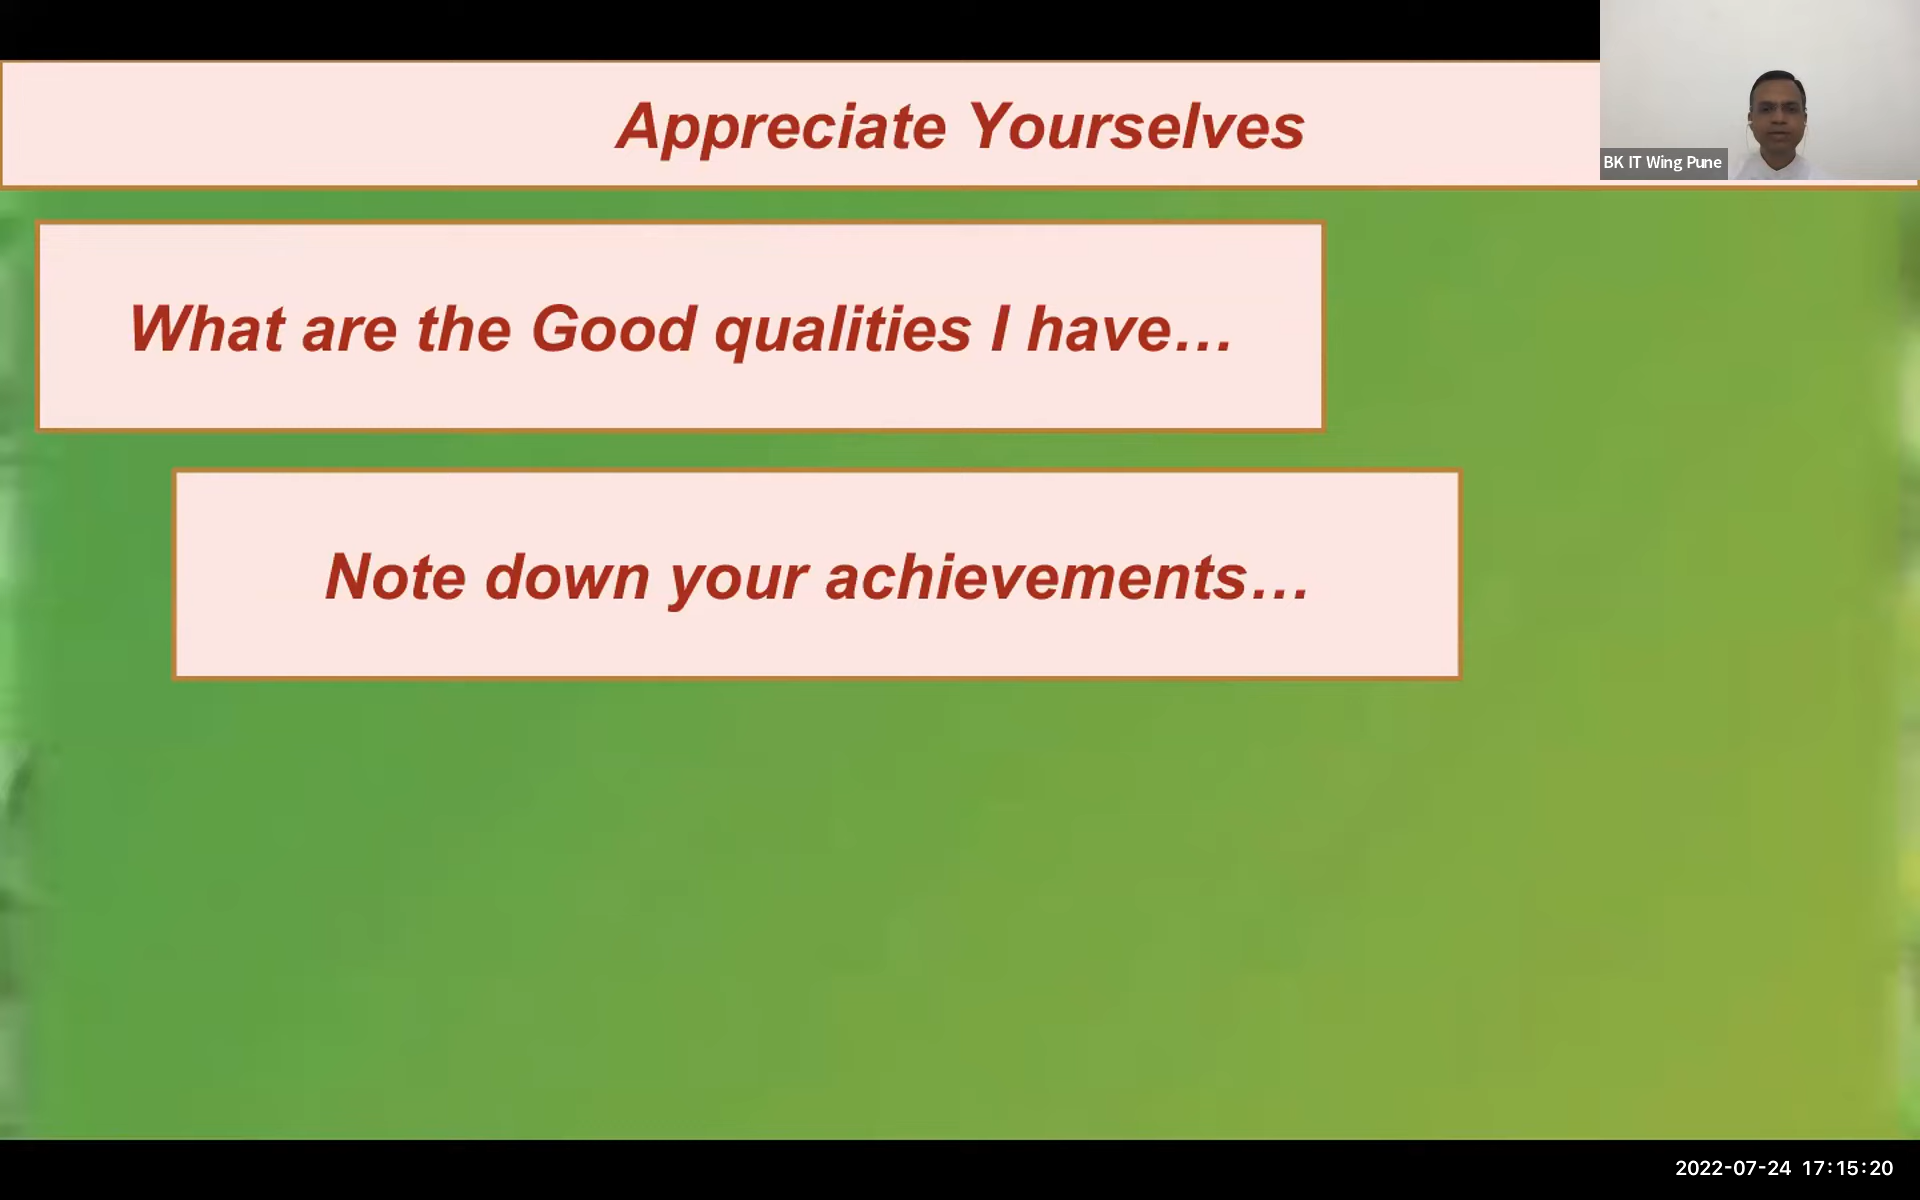 Appreciate Yourselves
BK IT Wing Pune
What are the Good qualities I have…
Note down your achievements…
2022-07-24 17:15:20